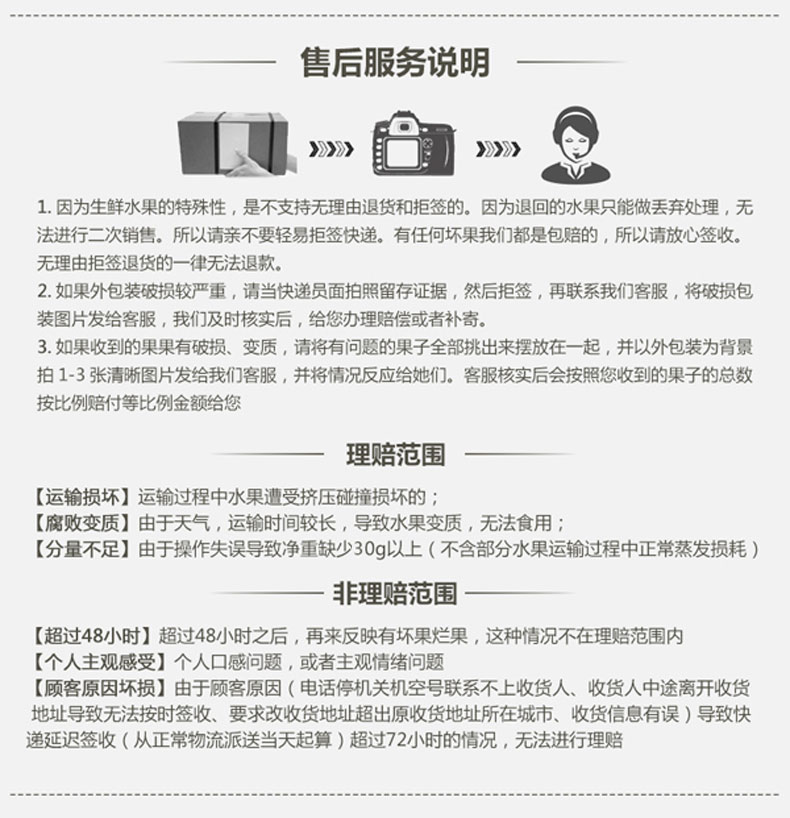 售后服务说明
1. 因为生鲜水果的特殊性，是不支持无理由退货和拒签的。因为退回的水果只能做丢弃处理，无
法进行二次销售。所以请亲不要轻易拒签快递。有任何坏果我们都是包赔的，所以请放心签收。
无理由拒签退货的一律无法退款。
2. 如果外包装破损较严重，请当快递员面拍照留存证据，然后拒签，再联系我们客服，将破损包
装图片发给客服，我们及时核实后，给您办理赔偿或者补寄。
3. 如果收到的果果有破损、变质，请将有问题的果子全部挑出来摆放在一起，并以外包装为背景
拍 1-3 张清晰图片发给我们客服，并将情况反应给她们。客服核实后会按照您收到的果子的总数
按比例赔付等比例金额给您
理赔范围
【运输损坏】运输过程中水果遭受挤压碰撞损坏的；
【腐败变质】由于天气，运输时间较长，导致水果变质，无法食用；
【分量不足】由于操作失误导致净重缺少30g以上（不含部分水果运输过程中正常蒸发损耗）
非理赔范围
【超过48小时】超过48小时之后，再来反映有坏果烂果，这种情况不在理赔范围内
【个人主观感受】个人口感问题，或者主观情绪问题
【顾客原因坏损】由于顾客原因（电话停机关机空号联系不上收货人、收货人中途离开收货
地址导致无法按时签收、要求改收货地址超出原收货地址所在城市、收货信息有误）导致快
递延迟签收（从正常物流派送当天起算）超过72小时的情况，无法进行理赔